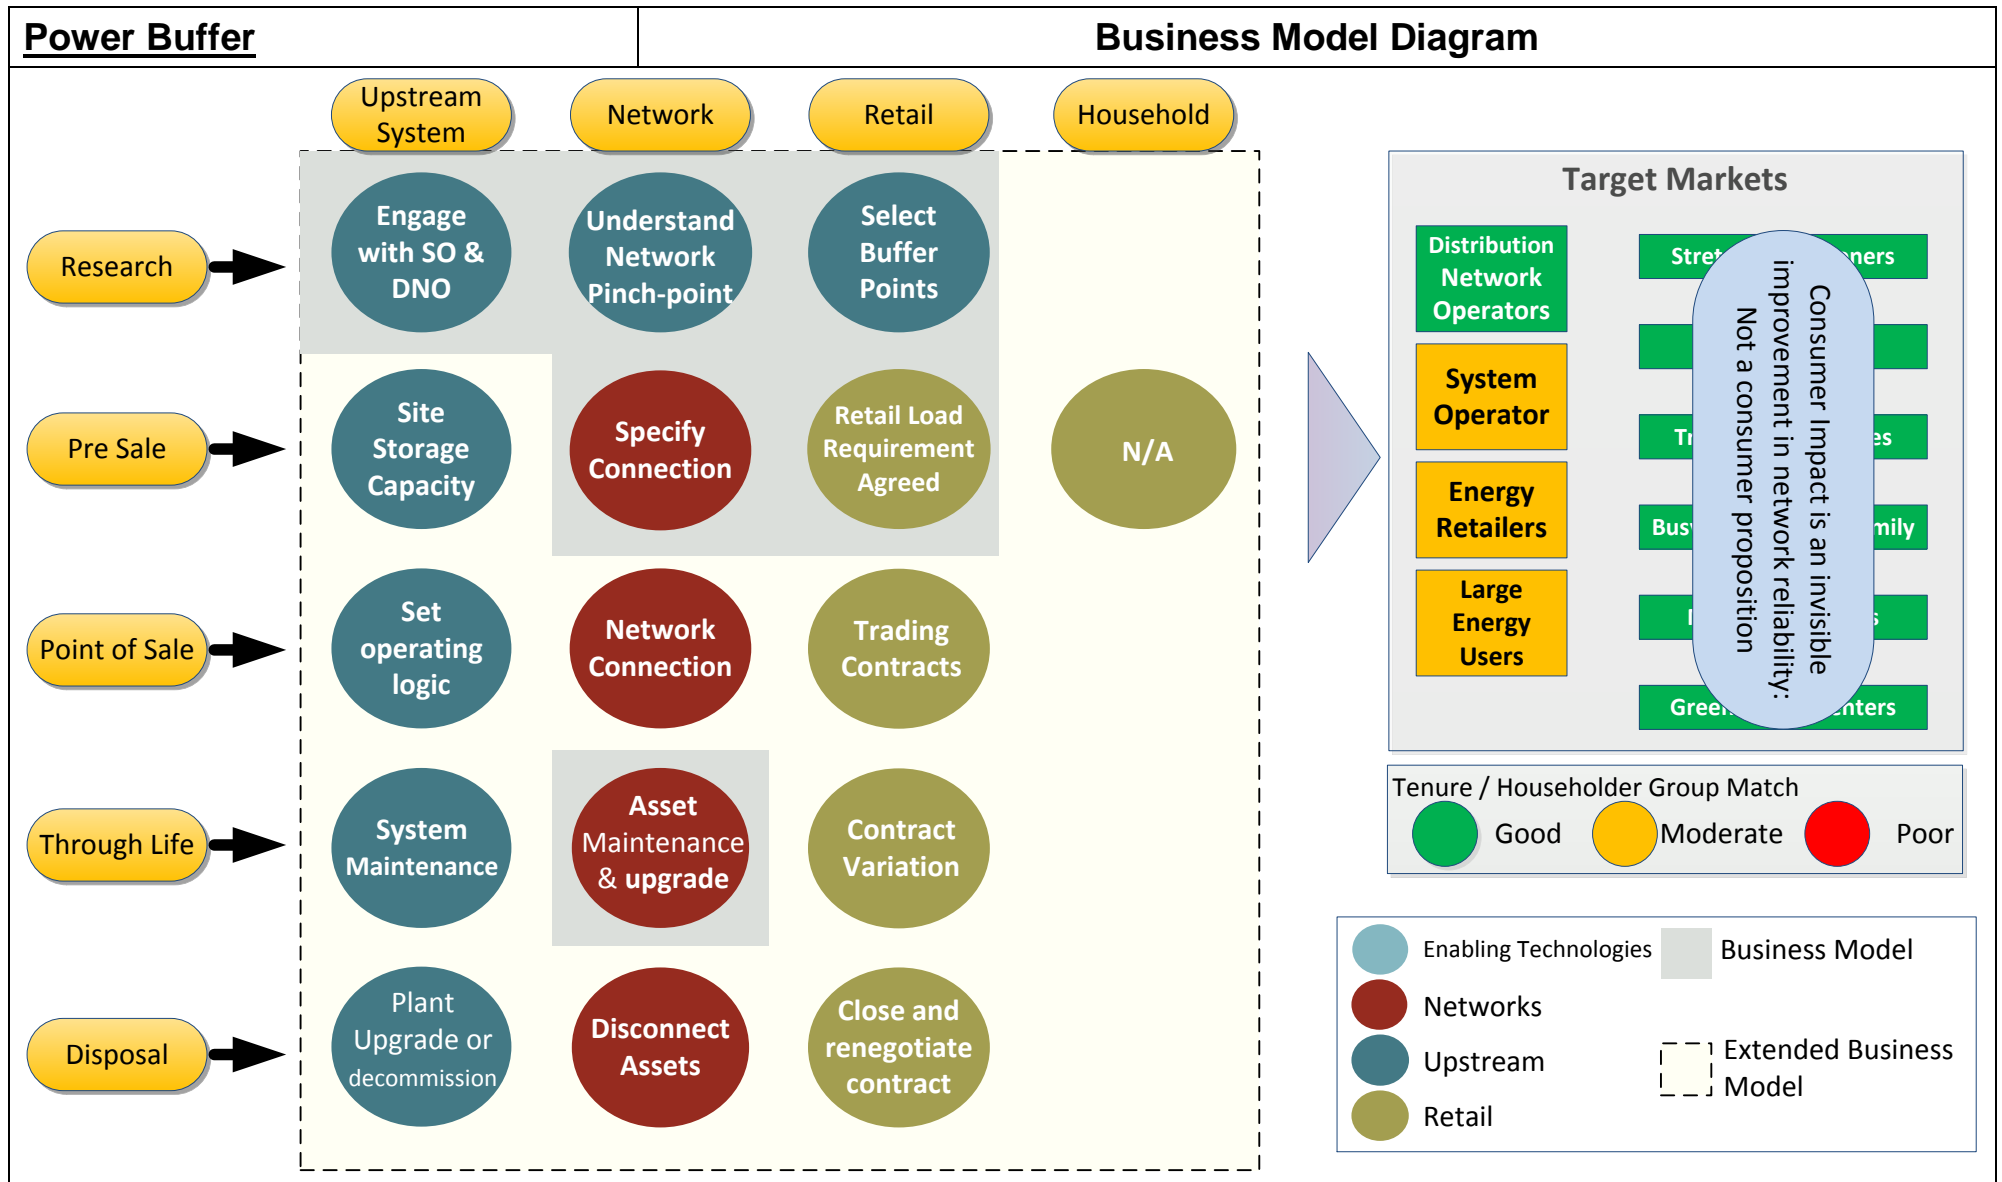 Power Buffer
Business Model Diagram
Upstream
System
Network
Retail
Household
Research
Engage
with SO &
DNO
Understand
Network
Pinch-point
Select
Buffer
Points
Pre Sale
Site
Storage
Capacity
Specify
Connection
Retail Load
Requirement
Agreed
N/A
Point of Sale
Set
operating
logic
Network
Connection
Trading
Contracts
Through Life
System
Maintenance
Asset
Maintenance
& upgrade
Contract
Variation
Disposal
Plant
Upgrade or
decommission
Disconnect
Assets
Close and
renegotiate
contract
Target Markets
Distribution
Network
Operators
System
Operator
Energy
Retailers
Large
Energy
Users
Consumer Impact is an invisible
improvement in network reliability:
Not a consumer proposition
Tenure / Householder Group Match
Good
Moderate
Poor
Enabling Technologies
Networks
Upstream
Retail
Business Model
Extended Business
Model